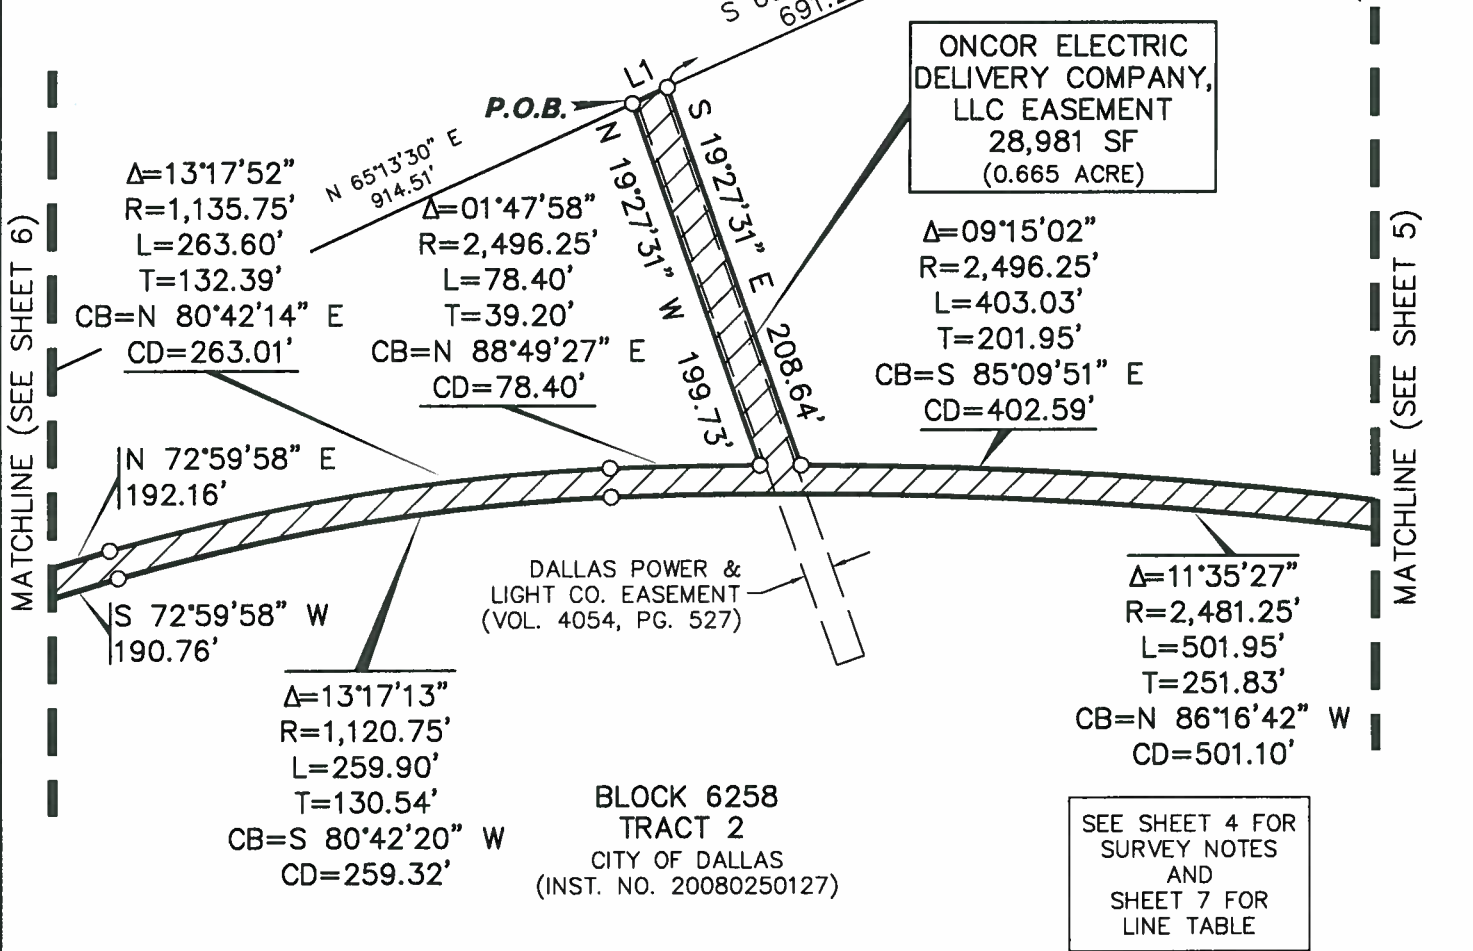 S
691.2
ONCOR ELECTRIC
DELIVERY COMPANY,
LLC EASEMENT
28,981 SF
(0.665 ACRE)
L1
P.O.B.
N 65°13'30" E
914.51'
N 19°27'31" W 199.73'
S 19°27'31" E 208.64'
Δ=13°17'52"
R=1,135.75'
L=263.60'
T=132.39'
CB=N 80°42'14" E
CD=263.01'
Δ=01°47'58"
R=2,496.25'
L=78.40'
T=39.20'
CB=N 88°49'27" E
CD=78.40'
Δ=09°15'02"
R=2,496.25'
L=403.03'
T=201.95'
CB=S 85°09'51" E
CD=402.59'
MATCHLINE (SEE SHEET 6)
MATCHLINE (SEE SHEET 5)
N 72°59'58" E
192.16'
S 72°59'58" W
190.76'
DALLAS POWER &
LIGHT CO. EASEMENT
(VOL. 4054, PG. 527)
Δ=11°35'27"
R=2,481.25'
L=501.95'
T=251.83'
CB=N 86°16'42" W
CD=501.10'
Δ=13°17'13"
R=1,120.75'
L=259.90'
T=130.54'
CB=S 80°42'20" W
CD=259.32'
BLOCK 6258
TRACT 2
CITY OF DALLAS
(INST. NO. 20080250127)
SEE SHEET 4 FOR
SURVEY NOTES
AND
SHEET 7 FOR
LINE TABLE